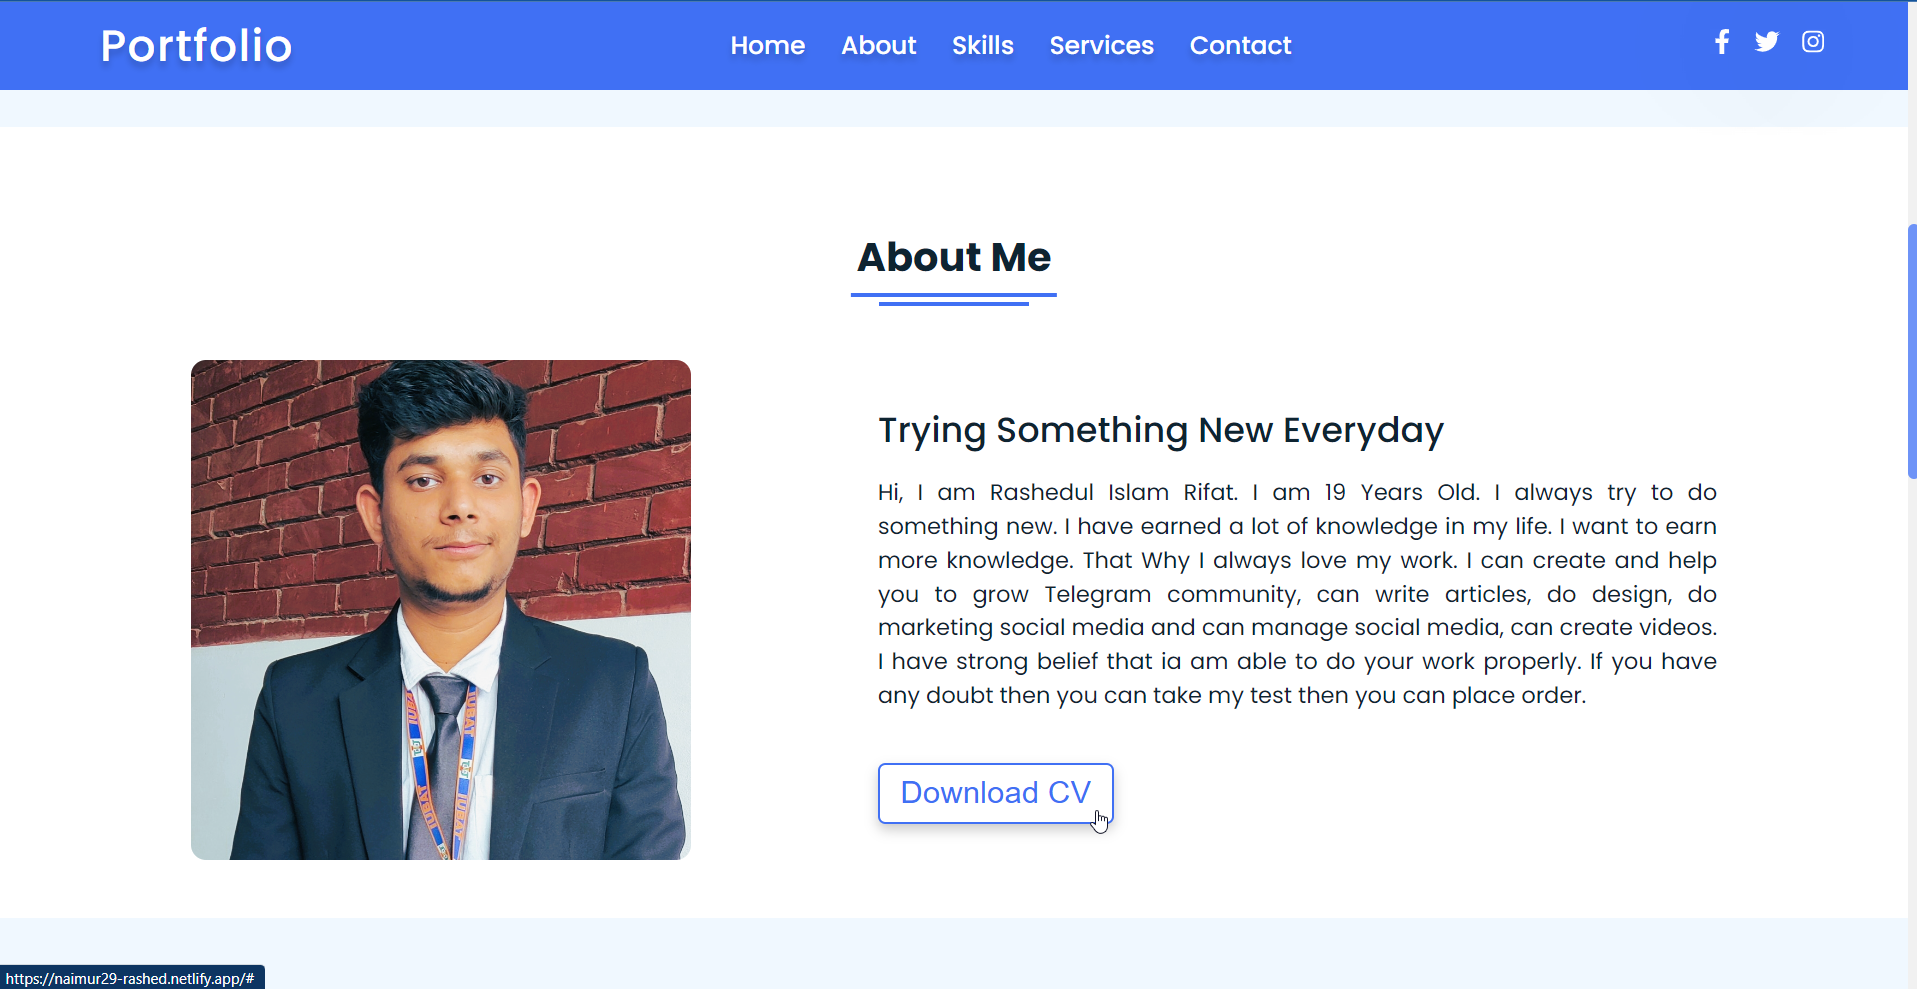 Portfolio
Home About Skills Services Contact
About Me
Trying Something New Everyday
Hi, I am Rashedul Islam Rifat. I am 19 Years Old. I always try to do
something new. I have earned a lot of knowledge in my life. I want to earn
more knowledge. That Why I always love my work. I can create and help
you to grow Telegram community, can write articles, do design, do
marketing social media and can manage social media, can create videos.
I have strong belief that ia am able to do your work properly. If you have
any doubt then you can take my test then you can place order.
IUBAT
IUBAT
IUBAT
IUBAT
Download CV
https://naimur29-rashed.netlify.app/#